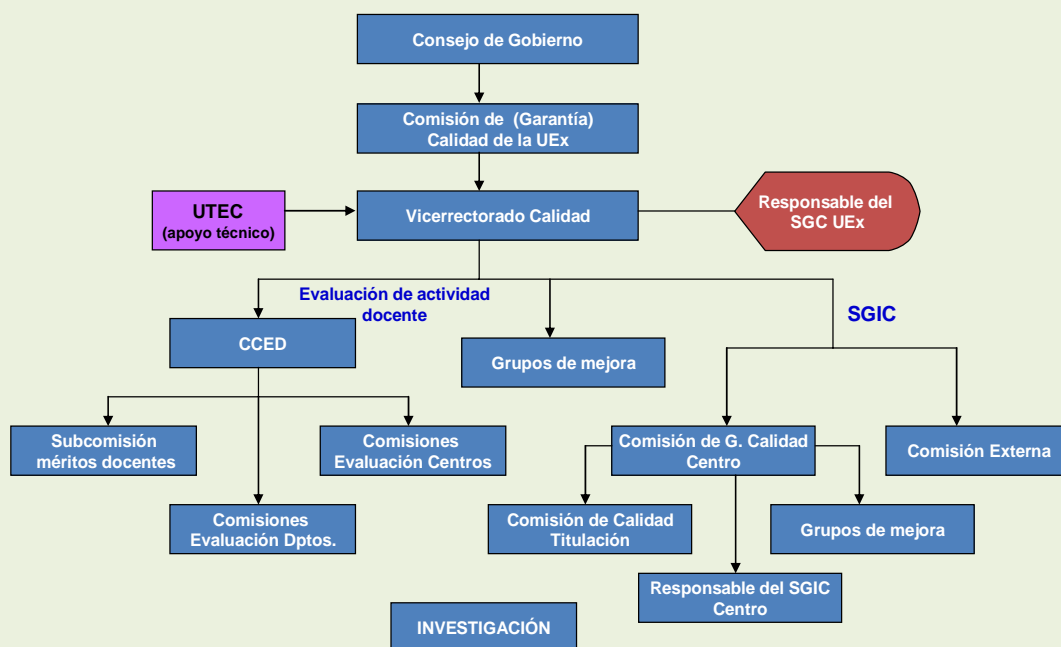 Consejo de Gobierno
Comisión de (Garantía)
Calidad de la UEx
UTEC
(apoyo técnico)
Vicerrectorado Calidad
Responsable del
SGC UEx
Evaluación de actividad
docente
SGIC
CCED
Grupos de mejora
Subcomisión
méritos docentes
Comisiones
Evaluación Centros
Comisión de G. Calidad
Centro
Comisión Externa
Comisiones
Evaluación Dptos.
Comisión de Calidad
Titulación
Grupos de mejora
Responsable del SGIC
Centro
INVESTIGACIÓN